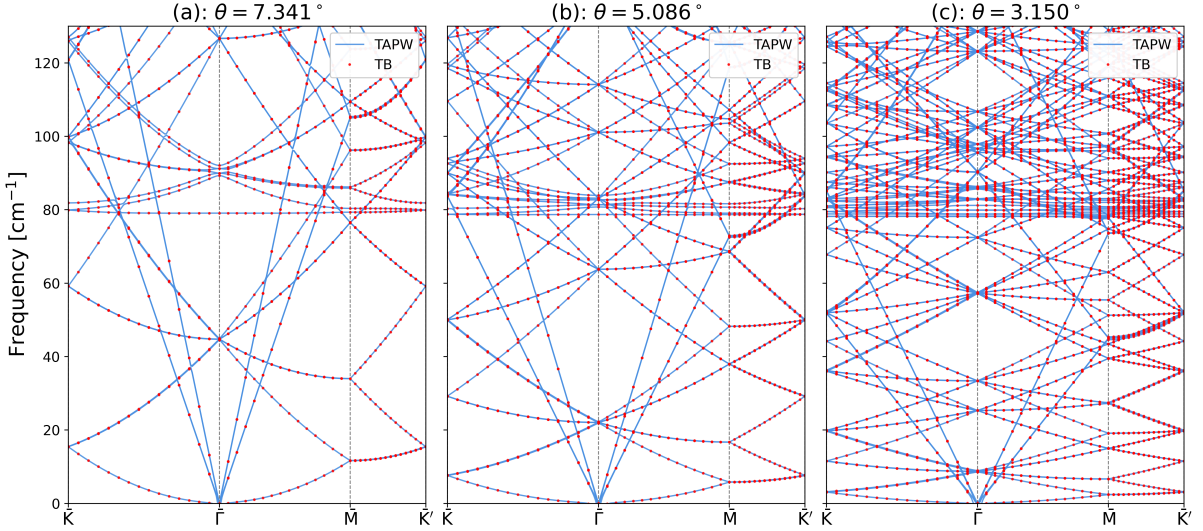 (a): θ = 7.341°
(b): θ = 5.086°
(c): θ = 3.150°
Frequency [cm⁻¹]
120
100
80
60
40
20
0
TAPW
TB
TAPW
TB
TAPW
TB
K Γ M K′
K Γ M K′
K Γ M K′